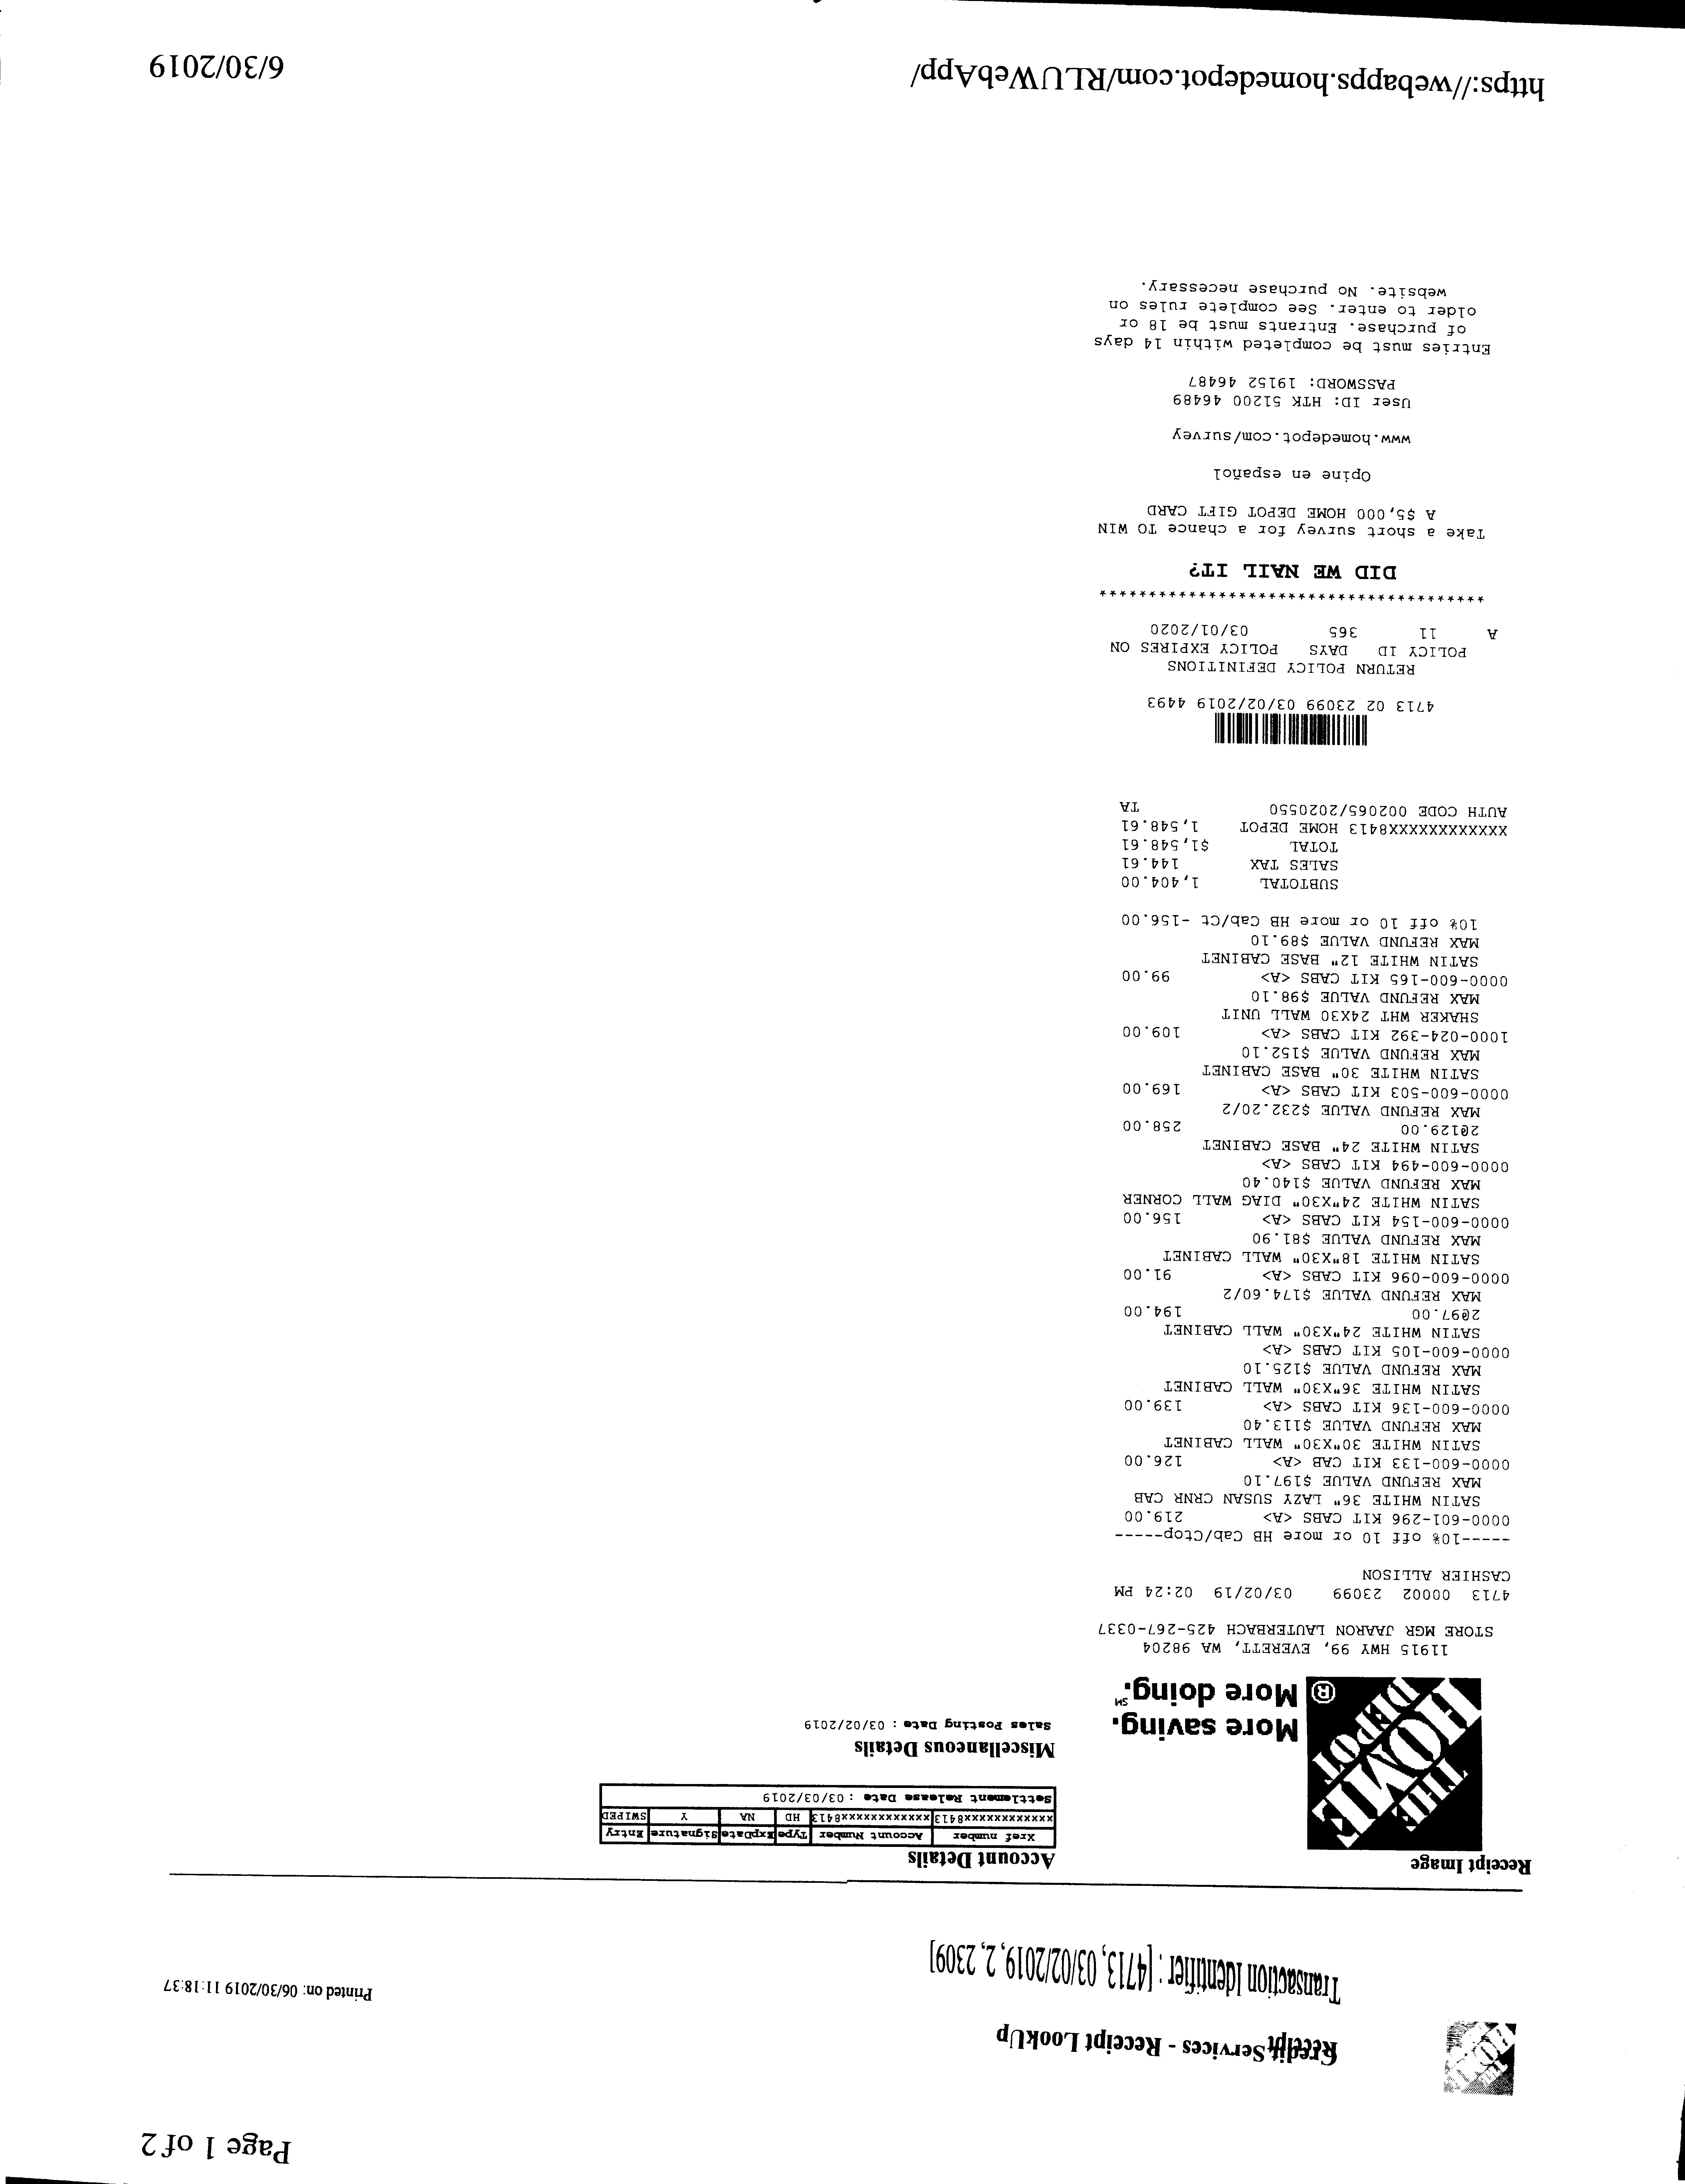 Page 1 of 2
THE HOME
Services - Receipt LookUp
Transaction Identifier : [4713, 03/02/2019, 2, 2309]
Printed on: 06/30/2019 11:18:37
Receipt Image
THE
HOME
DEPOT
®
More saving.
More doing.℠
11915 HWY 99, EVERETT, WA 98204
STORE MGR JAARON LAUTERBACH 425-267-0337
4713 00002 23099 03/02/19 02:24 PM
CASHIER ALLISON
-----10% off 10 or more HB Cab/Ctop-----
0000-601-296 KIT CABS <A> 219.00
SATIN WHITE 36" LAZY SUSAN CRNR CAB
MAX REFUND VALUE $197.10
0000-600-133 KIT CAB <A> 126.00
SATIN WHITE 30"X30" WALL CABINET
MAX REFUND VALUE $113.40
0000-600-136 KIT CABS <A> 139.00
SATIN WHITE 36"X30" WALL CABINET
MAX REFUND VALUE $125.10
0000-600-105 KIT CABS <A>
SATIN WHITE 24"X30" WALL CABINET
2@97.00 194.00
MAX REFUND VALUE $174.60/2
0000-600-096 KIT CABS <A> 91.00
SATIN WHITE 18"X30" WALL CABINET
MAX REFUND VALUE $81.90
0000-600-154 KIT CABS <A> 156.00
SATIN WHITE 24"X30" DIAG WALL CORNER
MAX REFUND VALUE $140.40
0000-600-494 KIT CABS <A>
SATIN WHITE 24" BASE CABINET
2@129.00 258.00
MAX REFUND VALUE $232.20/2
0000-600-503 KIT CABS <A> 169.00
SATIN WHITE 30" BASE CABINET
MAX REFUND VALUE $152.10
1000-024-392 KIT CABS <A> 109.00
SHAKER WHT 24X30 WALL UNIT
MAX REFUND VALUE $98.10
0000-600-165 KIT CABS <A> 99.00
SATIN WHITE 12" BASE CABINET
MAX REFUND VALUE $89.10
10% off 10 or more HB Cab/Ct -156.00
SUBTOTAL 1,404.00
SALES TAX 144.61
TOTAL $1,548.61
XXXXXXXXXXXX8413 HOME DEPOT 1,548.61
AUTH CODE 002065/2020550 TA
4713 02 23099 03/02/2019 4493
RETURN POLICY DEFINITIONS
POLICY ID DAYS POLICY EXPIRES ON
A 11 365 03/01/2020
***************************************
DID WE NAIL IT?
Take a short survey for a chance TO WIN
A $5,000 HOME DEPOT GIFT CARD
Opine en español
www.homedepot.com/survey
User ID: HTK 51200 46489
PASSWORD: 19152 46487
Entries must be completed within 14 days
of purchase. Entrants must be 18 or
older to enter. See complete rules on
website. No purchase necessary.
Account Details
Xref number Account Number Type ExpDate Signature Entry
xxxxxxxxxxxx8413 xxxxxxxxxxxx8413 HD NA Y SWIPED
Settlement Release Date : 03/03/2019
Miscellaneous Details
Sales Posting Date : 03/02/2019
https://webapps.homedepot.com/RLUWebApp/
6/30/2019